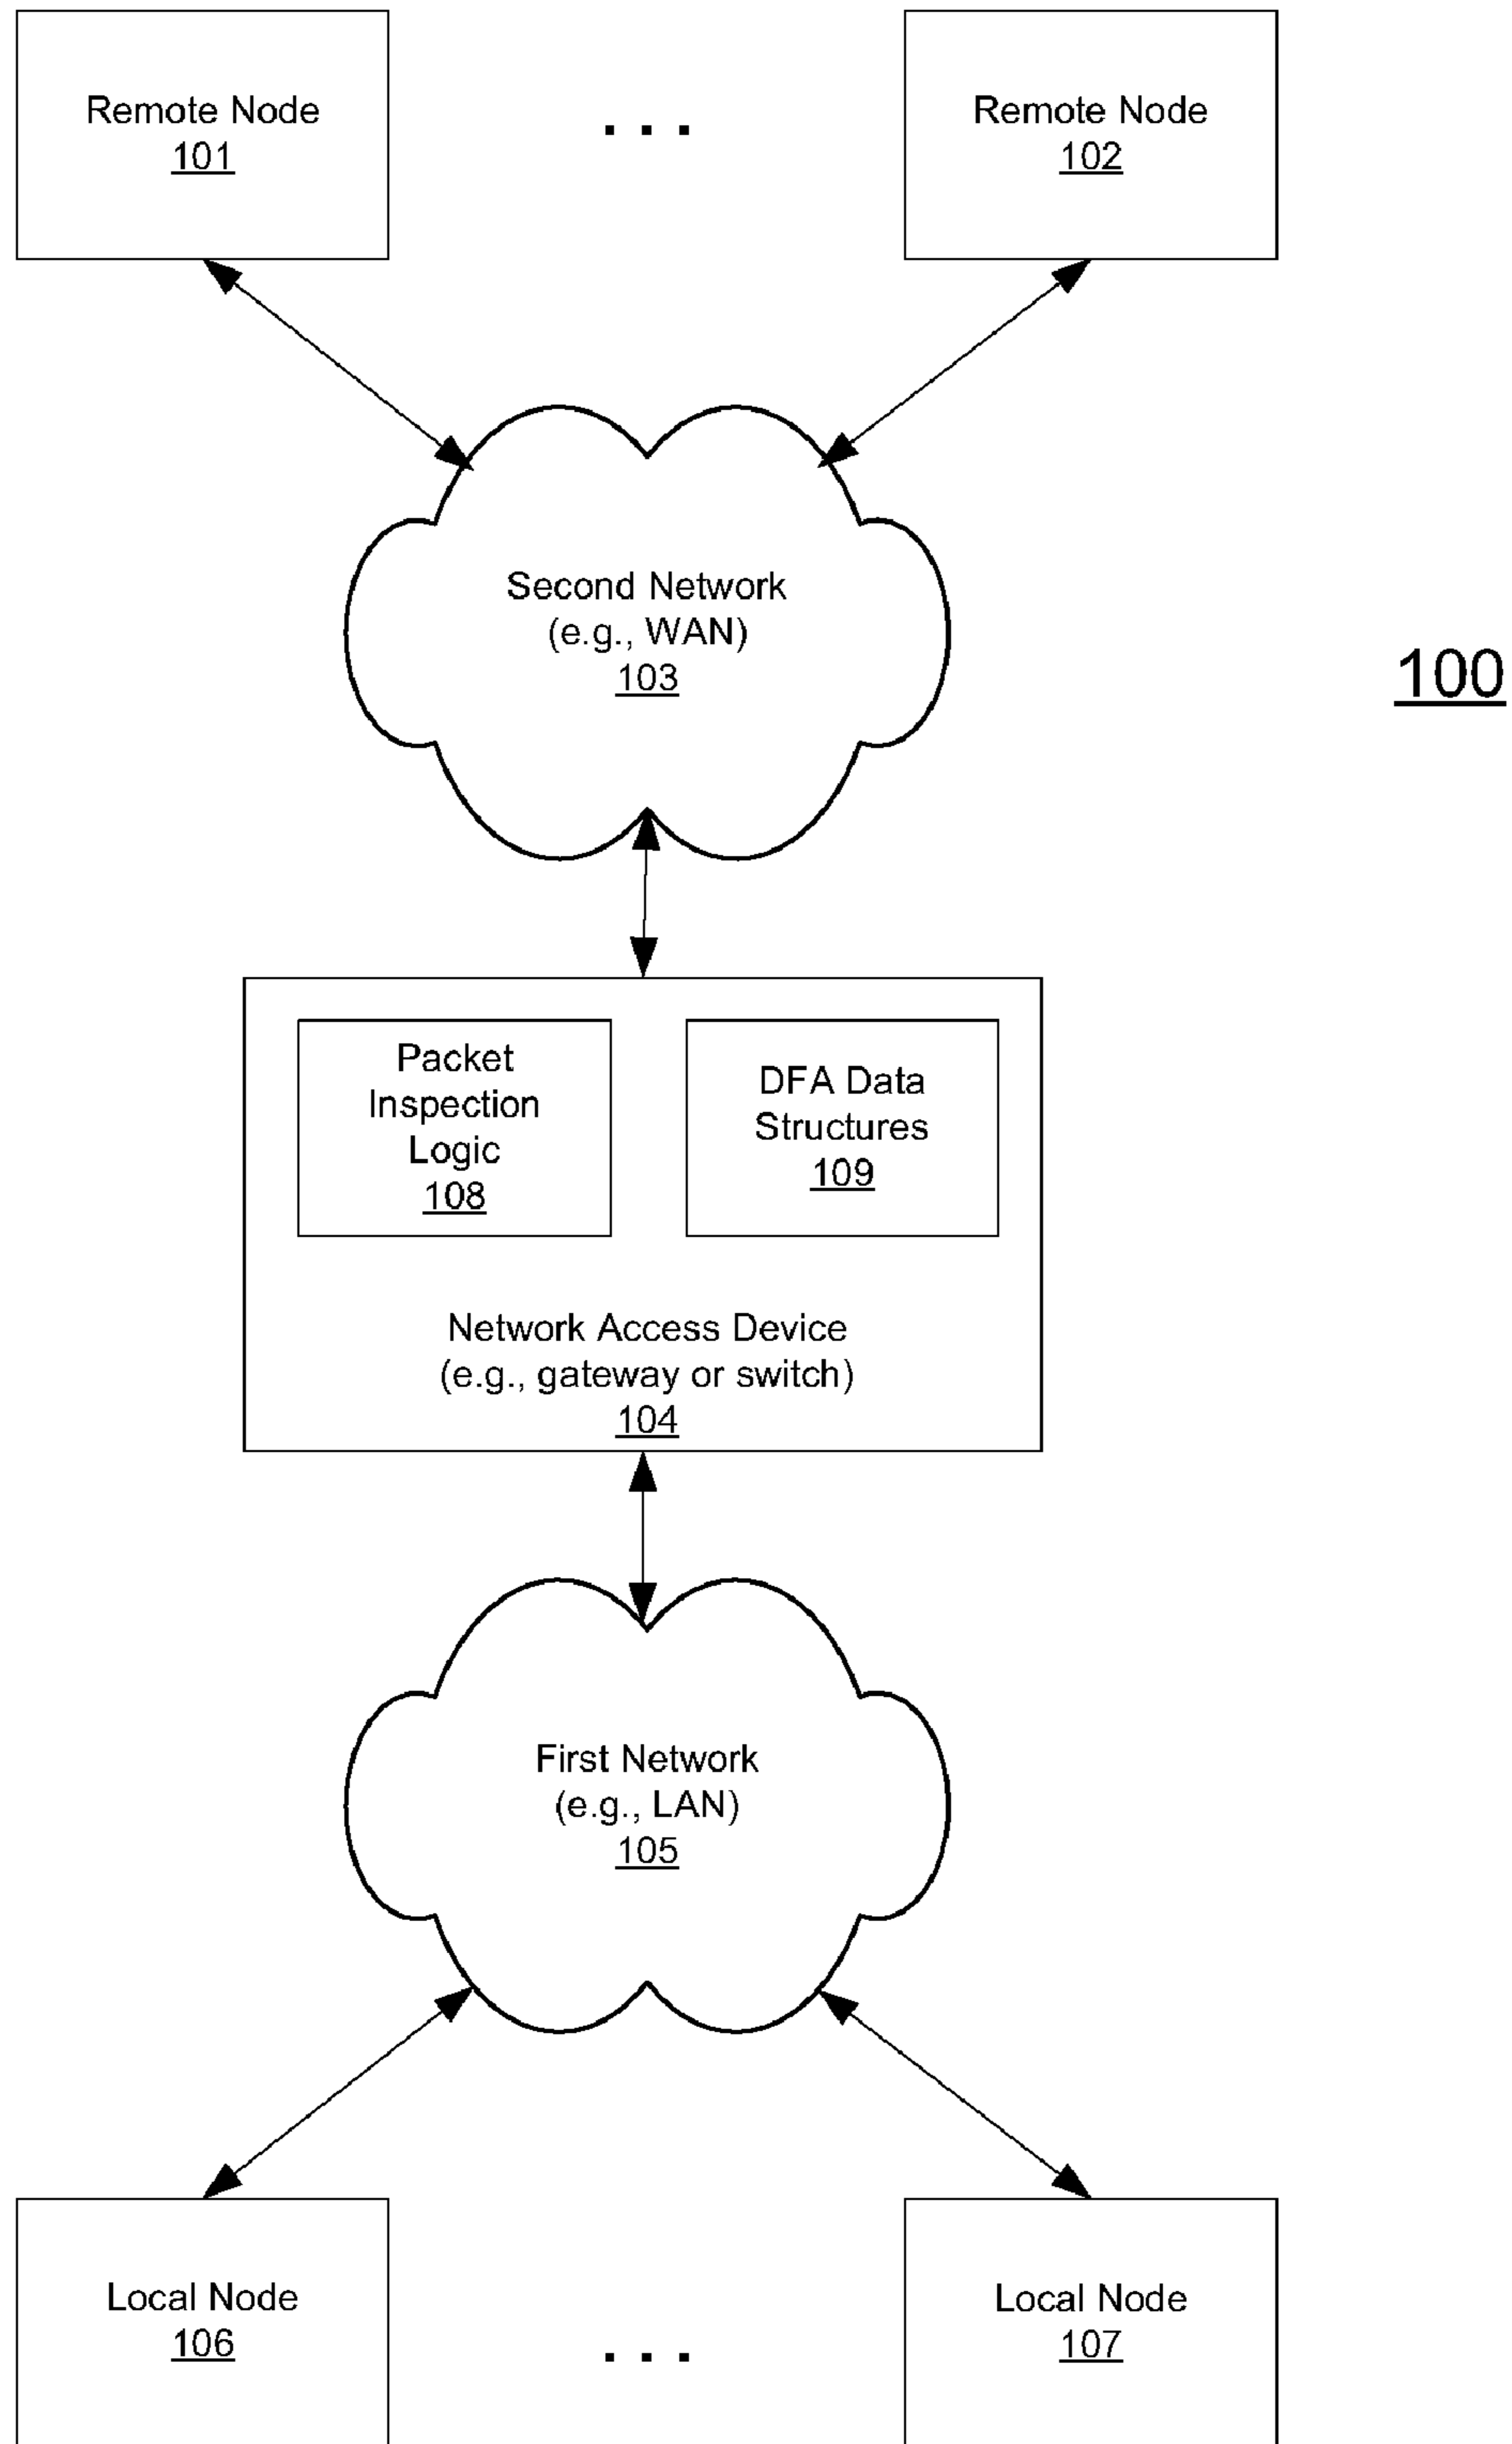 Remote Node
101
. . .
Remote Node
102
Second Network
(e.g., WAN)
103
100
Packet
Inspection
Logic
108
DFA Data
Structures
109
Network Access Device
(e.g., gateway or switch)
104
First Network
(e.g., LAN)
105
Local Node
106
. . .
Local Node
107